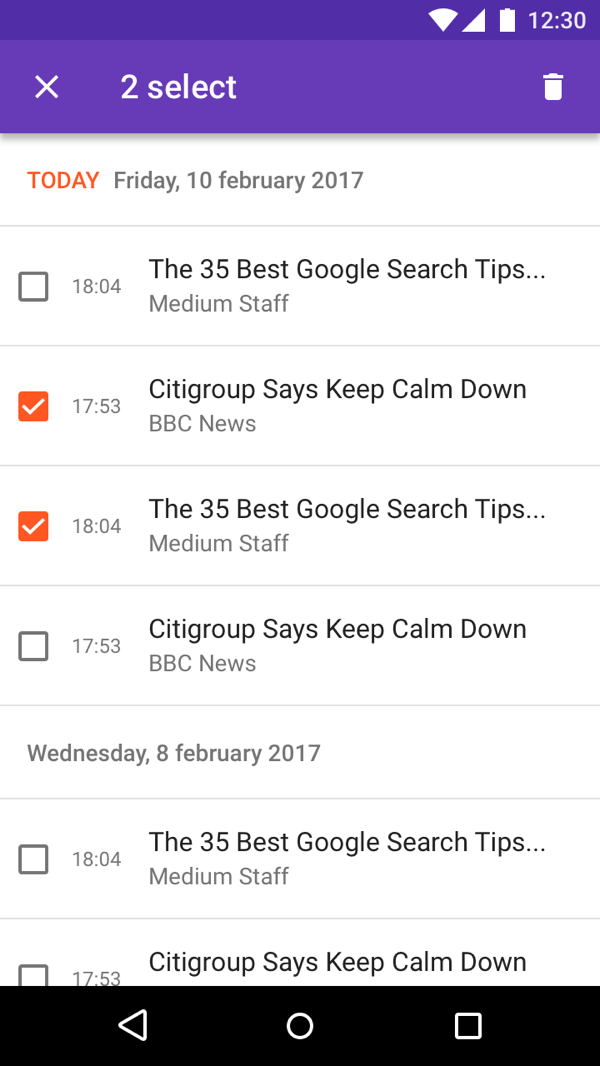 12:30
2 select
TODAY Friday, 10 february 2017
The 35 Best Google Search Tips...
18:04
Medium Staff
Citigroup Says Keep Calm Down
17:53
BBC News
The 35 Best Google Search Tips...
18:04
Medium Staff
Citigroup Says Keep Calm Down
17:53
BBC News
Wednesday, 8 february 2017
The 35 Best Google Search Tips...
18:04
Medium Staff
Citigroup Says Keep Calm Down
17:53